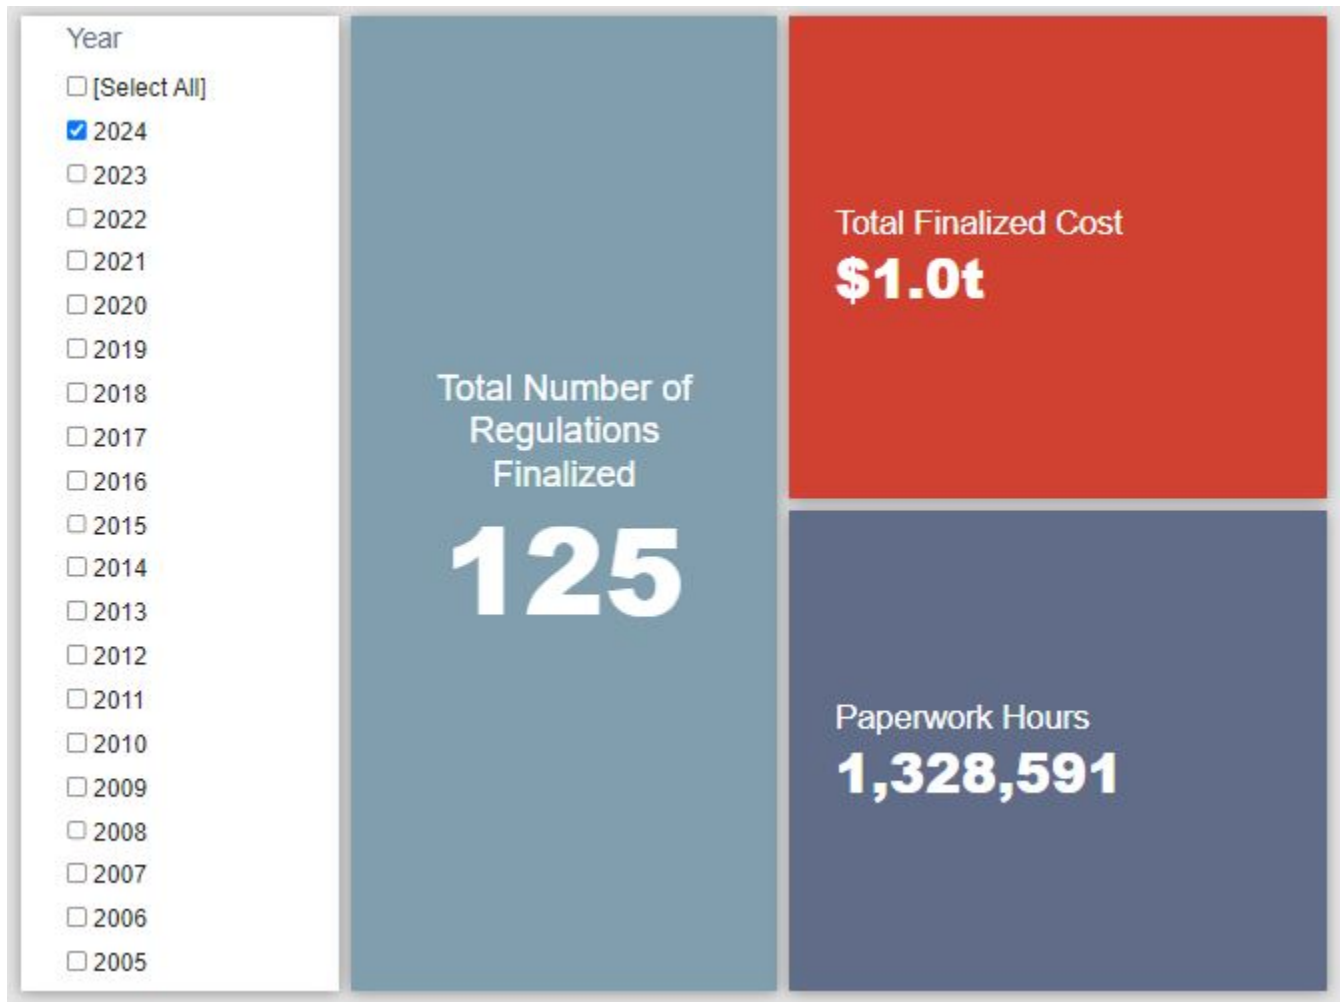 Year
[Select All]
2024
2023
2022
2021
2020
2019
2018
2017
2016
2015
2014
2013
2012
2011
2010
2009
2008
2007
2006
2005
Total Number of
Regulations
Finalized
125
Total Finalized Cost
$1.0t
Paperwork Hours
1,328,591